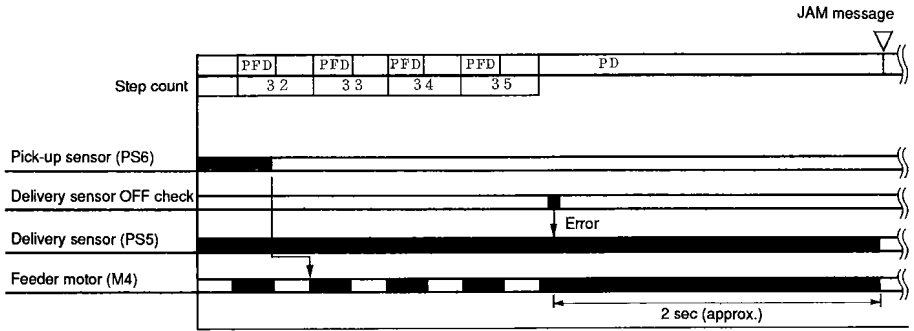 JAM message
PFD PFD PFD PFD PD
Step count 32 33 34 35
Pick-up sensor (PS6)
Delivery sensor OFF check
Error
Delivery sensor (PS5)
Feeder motor (M4)
2 sec (approx.)